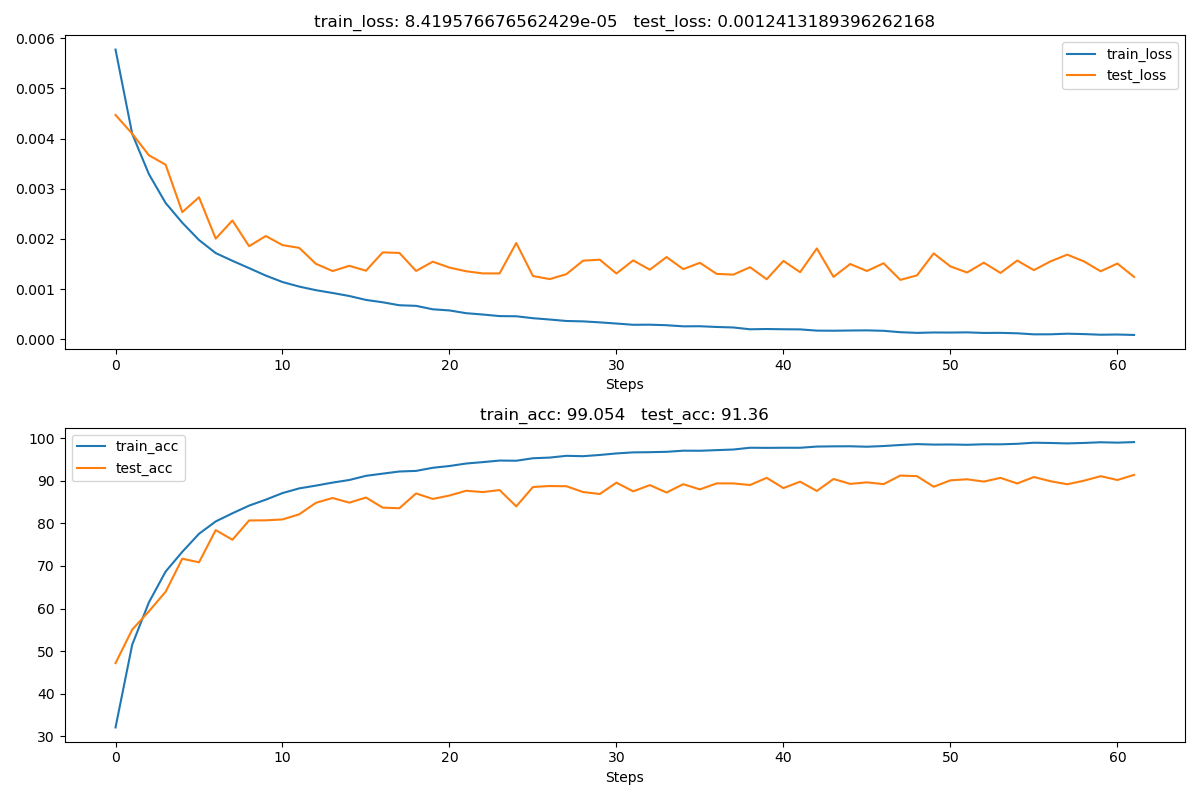 train_loss: 8.419576676562429e-05   test_loss: 0.0012413189396262168
0.006
0.005
0.004
0.003
0.002
0.001
0.000
train_loss
test_loss
0 10 20 30 40 50 60
Steps
train_acc: 99.054   test_acc: 91.36
100
90
80
70
60
50
40
30
train_acc
test_acc
0 10 20 30 40 50 60
Steps